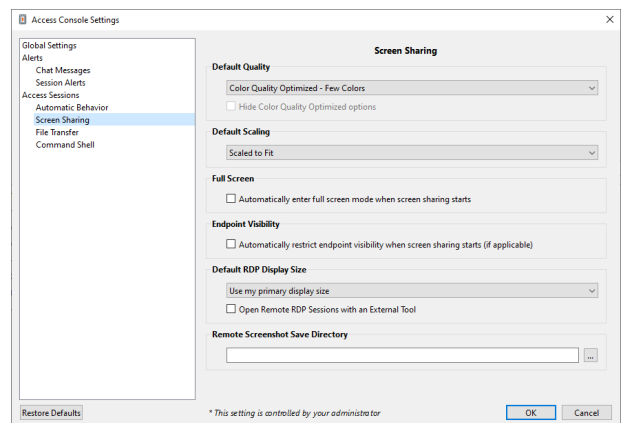 Access Console Settings
Global Settings
Alerts
Chat Messages
Session Alerts
Access Sessions
Automatic Behavior
Screen Sharing
File Transfer
Command Shell
Screen Sharing
Default Quality
Color Quality Optimized - Few Colors
Hide Color Quality Optimized options
Default Scaling
Scaled to Fit
Full Screen
Automatically enter full screen mode when screen sharing starts
Endpoint Visibility
Automatically restrict endpoint visibility when screen sharing starts (if applicable)
Default RDP Display Size
Use my primary display size
Open Remote RDP Sessions with an External Tool
Remote Screenshot Save Directory
...
Restore Defaults
* This setting is controlled by your administrator
OK
Cancel